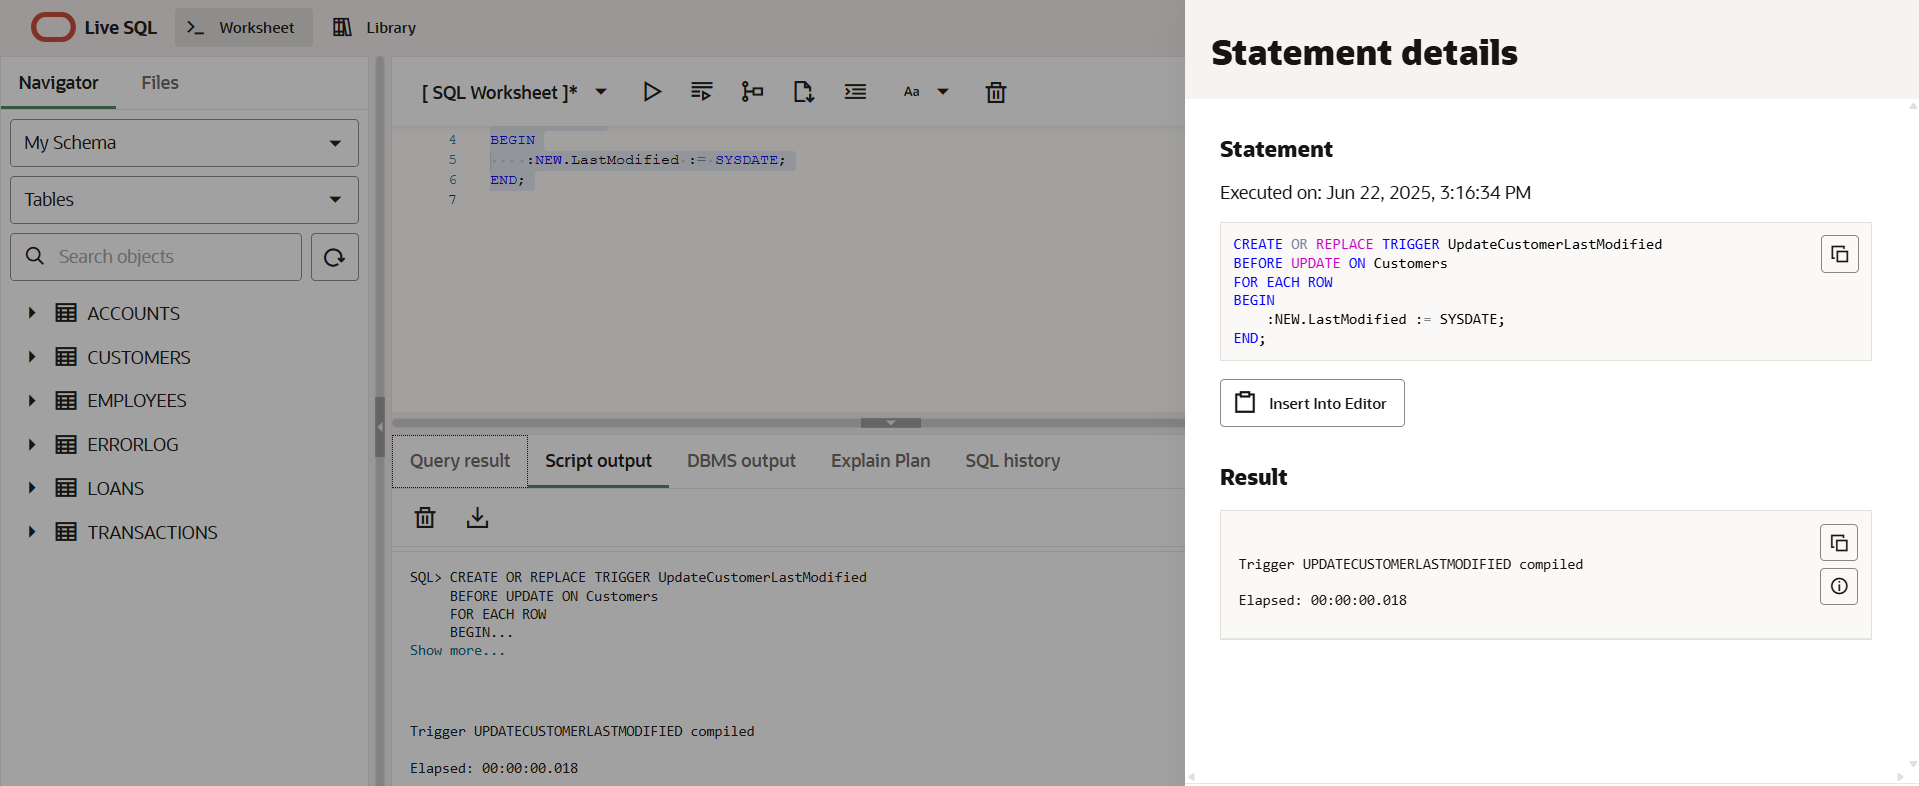 Live SQL
Worksheet
Library
Navigator
Files
My Schema
Tables
Search objects
ACCOUNTS
CUSTOMERS
EMPLOYEES
ERRORLOG
LOANS
TRANSACTIONS
[ SQL Worksheet ]*
Aa
4 BEGIN
5 :NEW.LastModified := SYSDATE;
6 END;
7
Query result
Script output
DBMS output
Explain Plan
SQL history
SQL> CREATE OR REPLACE TRIGGER UpdateCustomerLastModified
BEFORE UPDATE ON Customers
FOR EACH ROW
BEGIN...
Show more...
Trigger UPDATECUSTOMERLASTMODIFIED compiled
Elapsed: 00:00:00.018
Statement details
Statement
Executed on: Jun 22, 2025, 3:16:34 PM
CREATE OR REPLACE TRIGGER UpdateCustomerLastModified
BEFORE UPDATE ON Customers
FOR EACH ROW
BEGIN
:NEW.LastModified := SYSDATE;
END;
Insert Into Editor
Result
Trigger UPDATECUSTOMERLASTMODIFIED compiled
Elapsed: 00:00:00.018